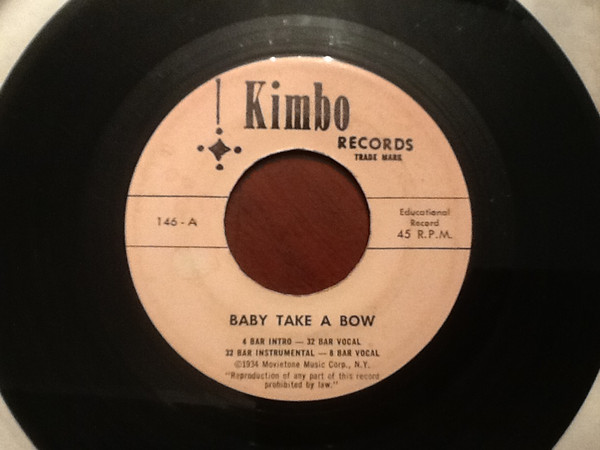 Kimbo
RECORDS
TRADE MARK
146-A
Educational
Record
45 R.P.M.
BABY TAKE A BOW
4 BAR INTRO — 32 BAR VOCAL
32 BAR INSTRUMENTAL — 8 BAR VOCAL
©1934 Movietone Music Corp., N.Y.
"Reproduction of any part of this record
prohibited by law."